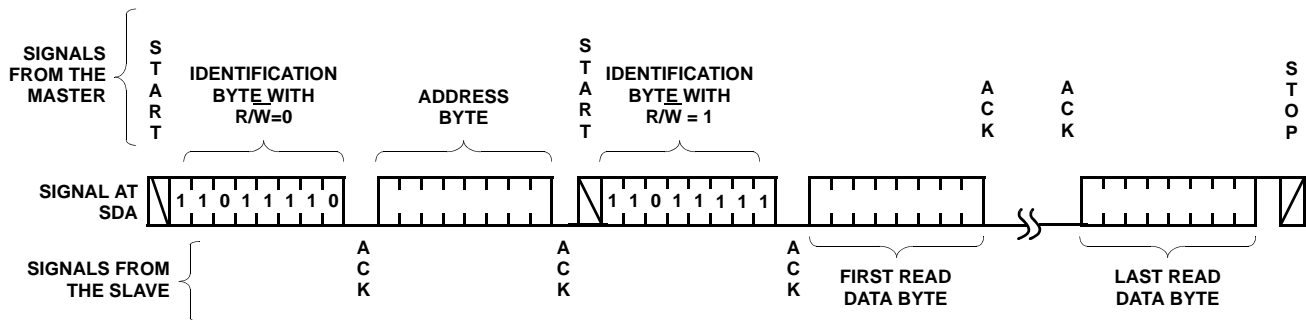 SIGNALS
FROM THE
MASTER
START
IDENTIFICATION
BYTE WITH
R/W=0
ADDRESS
BYTE
START
IDENTIFICATION
BYTE WITH
R/W = 1
ACK
ACK
STOP
SIGNAL AT
SDA
1 1 0 1 1 1 1 0
1 1 0 1 1 1 1 1
SIGNALS FROM
THE SLAVE
ACK
ACK
ACK
FIRST READ
DATA BYTE
LAST READ
DATA BYTE